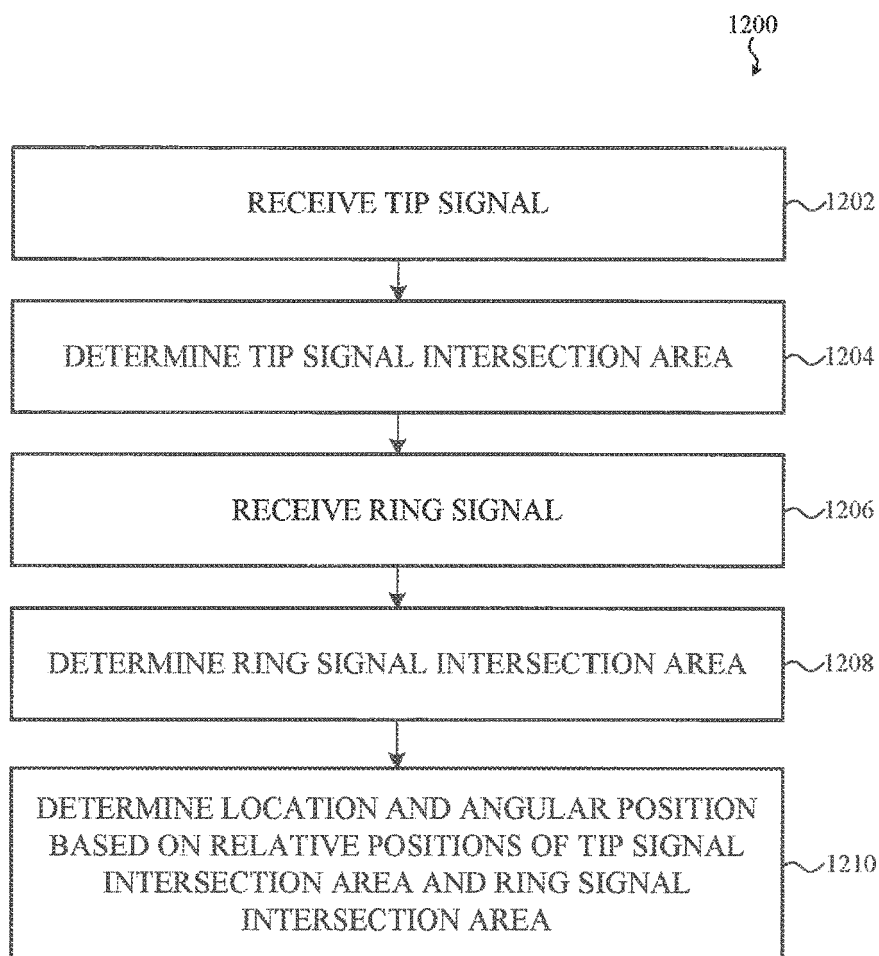 1200
RECEIVE TIP SIGNAL
1202
DETERMINE TIP SIGNAL INTERSECTION AREA
1204
RECEIVE RING SIGNAL
1206
DETERMINE RING SIGNAL INTERSECTION AREA
1208
DETERMINE LOCATION AND ANGULAR POSITION
BASED ON RELATIVE POSITIONS OF TIP SIGNAL
INTERSECTION AREA AND RING SIGNAL
INTERSECTION AREA
1210